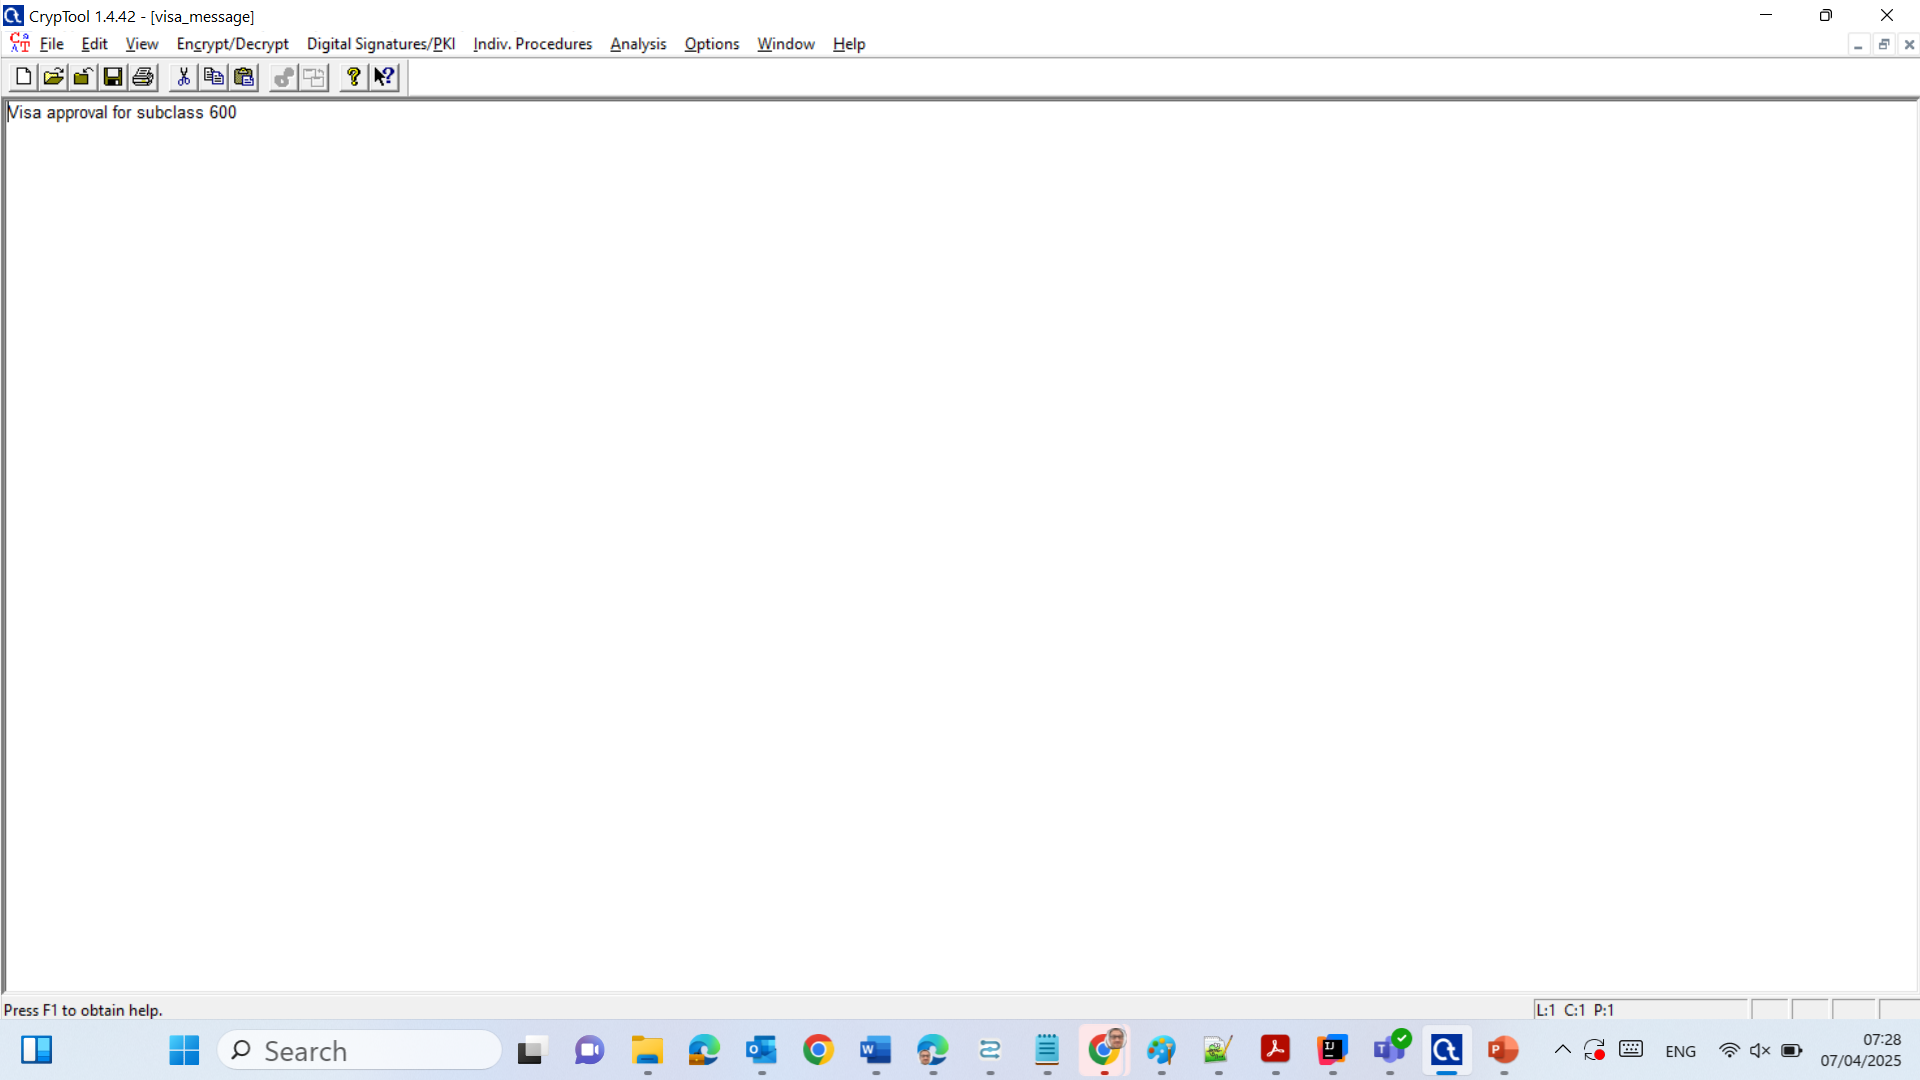 CrypTool 1.4.42 - [visa_message]
File Edit View Encrypt/Decrypt Digital Signatures/PKI Indiv. Procedures Analysis Options Window Help
Visa approval for subclass 600
Press F1 to obtain help.
L:1 C:1 P:1
Search
ENG
07:28
07/04/2025